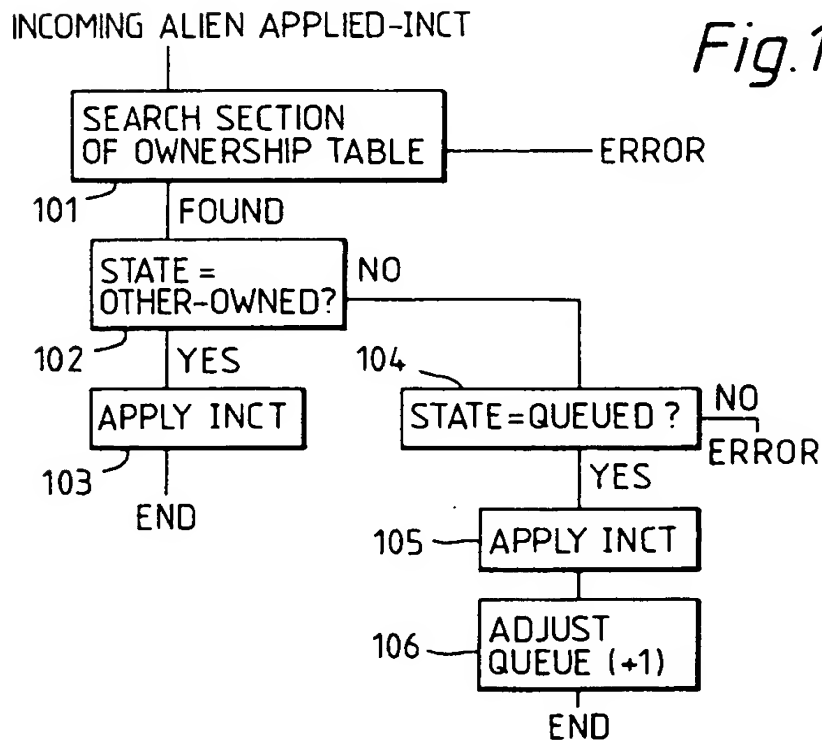 INCOMING ALIEN APPLIED-INCT
Fig.1
SEARCH SECTION
OF OWNERSHIP TABLE
ERROR
101
FOUND
STATE =
OTHER-OWNED?
NO
102
YES
104
APPLY INCT
STATE=QUEUED ?
NO
ERROR
103
YES
END
105
APPLY INCT
106
ADJUST
QUEUE (+1)
END